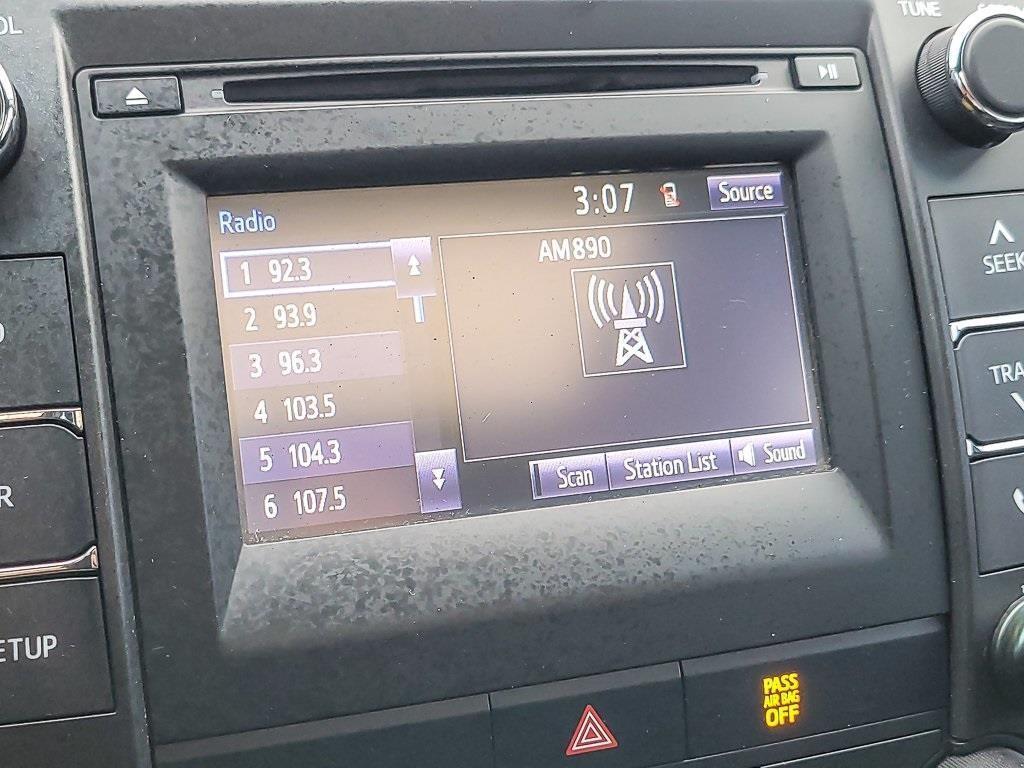 OL
TUNE
3:07
Source
Radio
AM890
1 92.3
2 93.9
3 96.3
4 103.5
5 104.3
6 107.5
Scan
Station List
Sound
SEEK
TRA
R
ETUP
PASS
AIR BAG
OFF